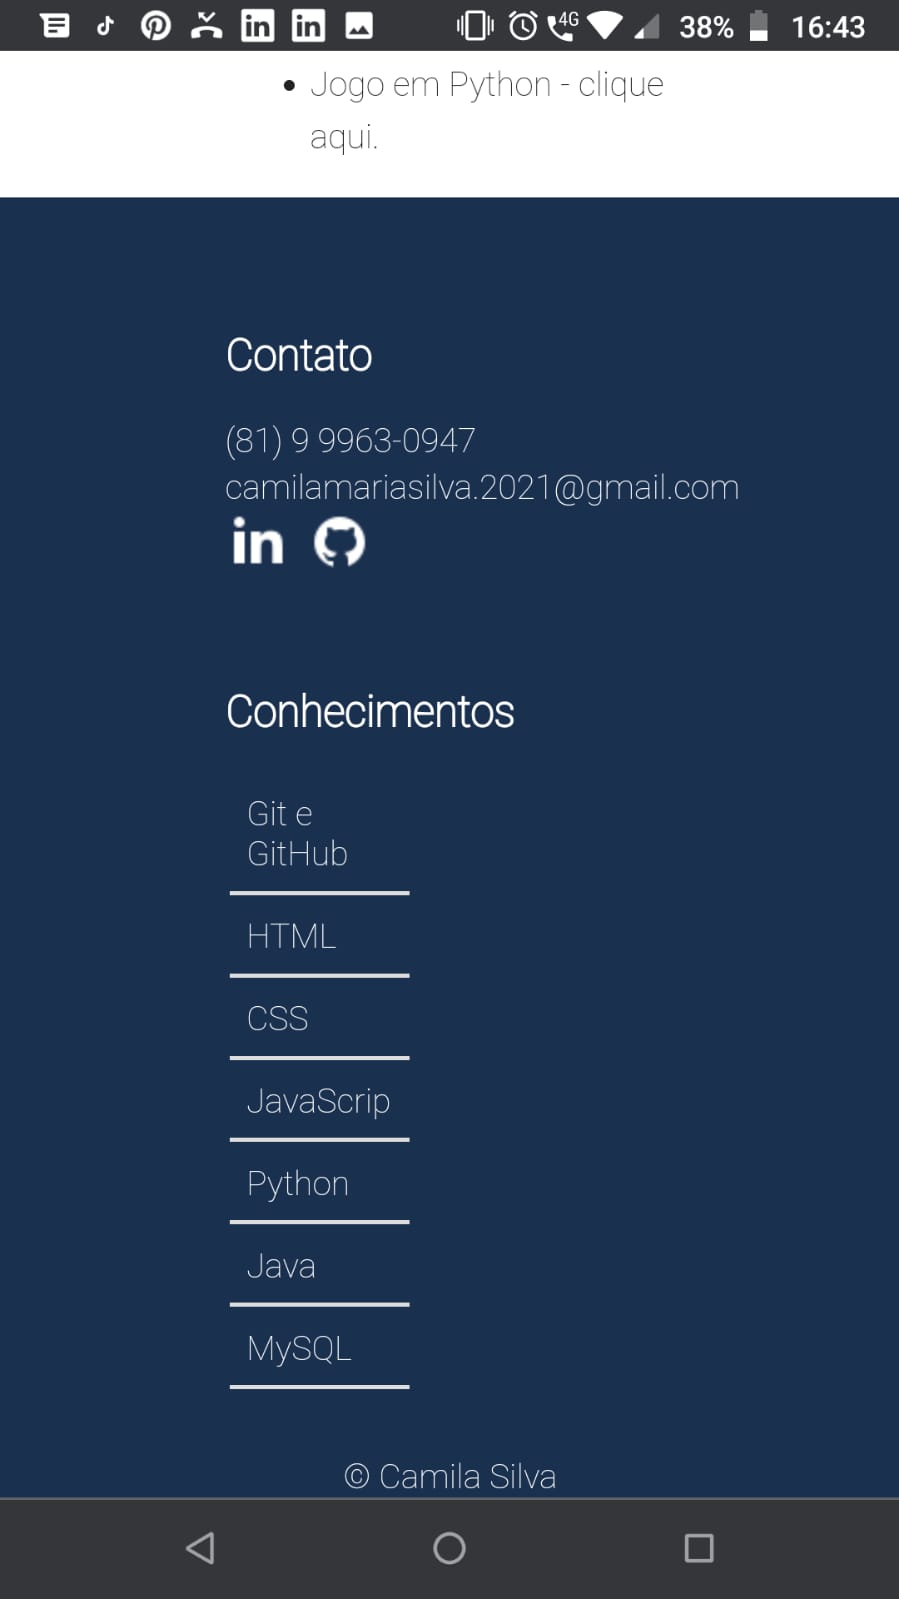 4G 38% 16:43
Jogo em Python - clique
aqui.
Contato
(81) 9 9963-0947
camilamariasilva.2021@gmail.com
in
Conhecimentos
Git e
GitHub
HTML
CSS
JavaScrip
Python
Java
MySQL
© Camila Silva